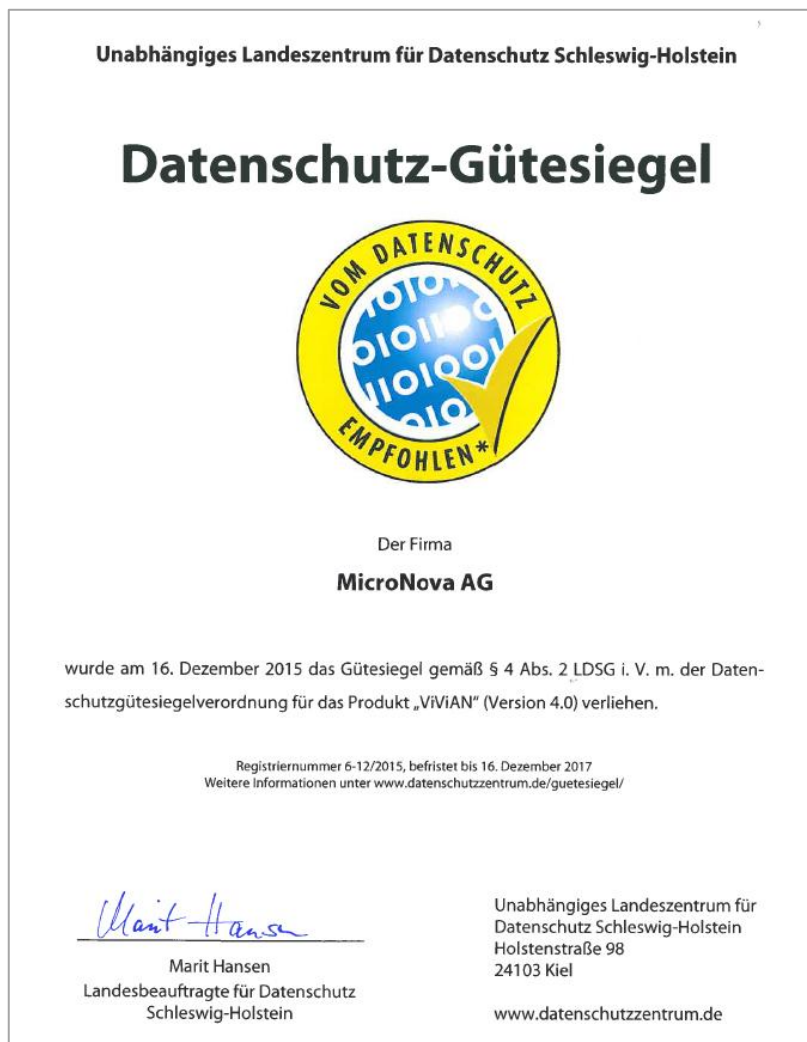 Unabhängiges Landeszentrum für Datenschutz Schleswig-Holstein
Datenschutz-Gütesiegel
VOM DATENSCHUTZ
01010
010110
11010010
010
EMPFOHLEN*
Der Firma
MicroNova AG
wurde am 16. Dezember 2015 das Gütesiegel gemäß § 4 Abs. 2 LDSG i. V. m. der Daten-
schutzgütesiegelverordnung für das Produkt „ViViAN“ (Version 4.0) verliehen.
Registriernummer 6-12/2015, befristet bis 16. Dezember 2017
Weitere Informationen unter www.datenschutzzentrum.de/guetesiegel/
Marit Hansen
Marit Hansen
Landesbeauftragte für Datenschutz
Schleswig-Holstein
Unabhängiges Landeszentrum für
Datenschutz Schleswig-Holstein
Holstenstraße 98
24103 Kiel
www.datenschutzzentrum.de